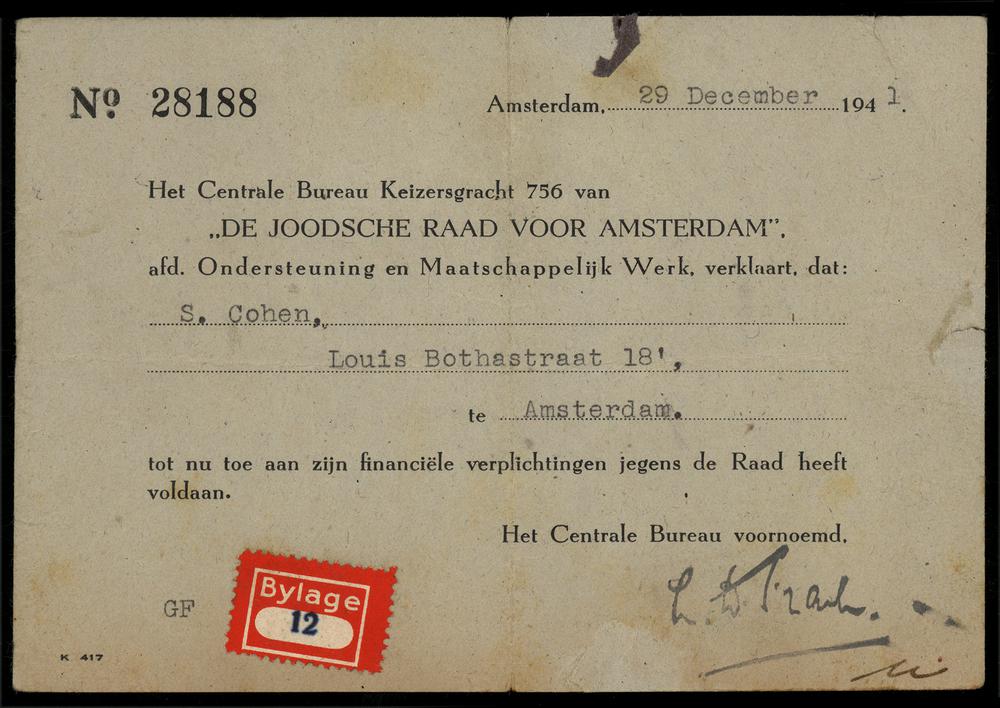 Nº 28188
Amsterdam, 29 December 1941.
Het Centrale Bureau Keizersgracht 756 van
„DE JOODSCHE RAAD VOOR AMSTERDAM”,
afd. Ondersteuning en Maatschappelijk Werk, verklaart, dat:
S. Cohen,
Louis Bothastraat 18',
te Amsterdam.
tot nu toe aan zijn financiële verplichtingen jegens de Raad heeft
voldaan.
Het Centrale Bureau voornoemd,
GF
Bylage
12
K 417